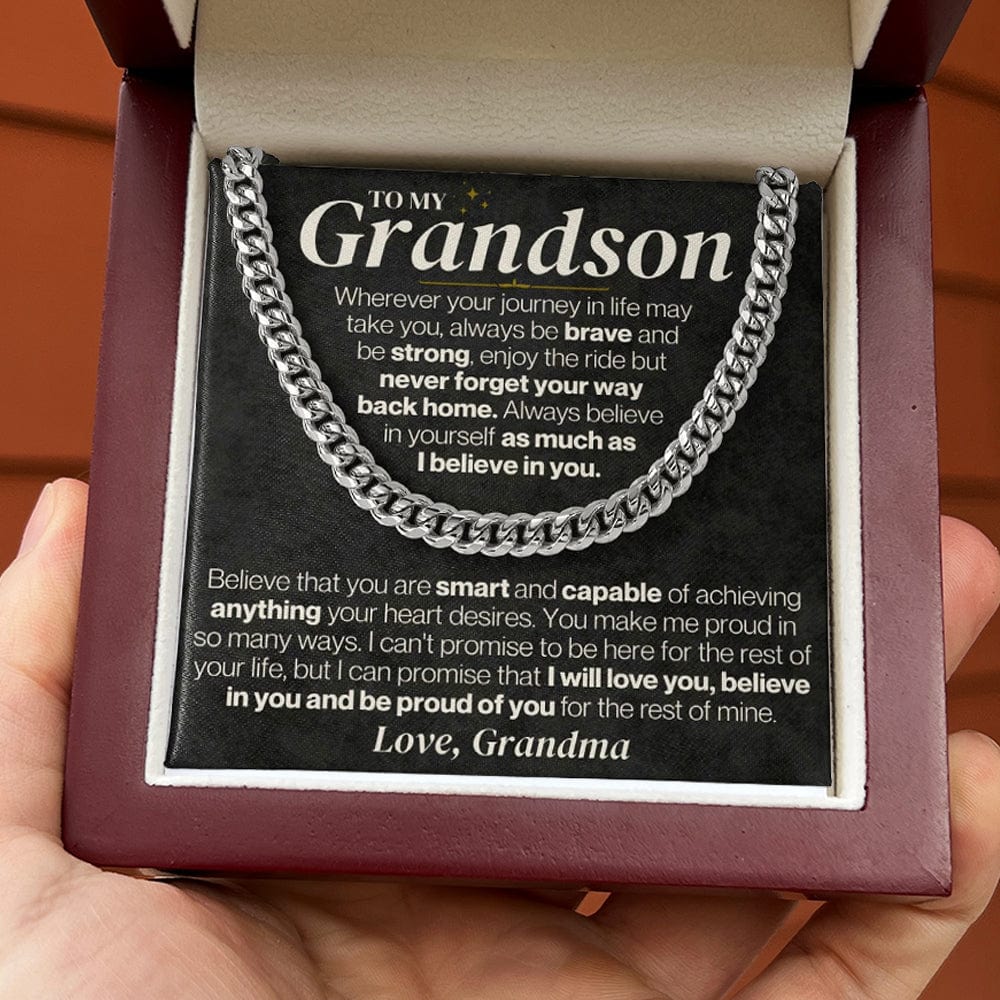 TO MY
Grandson
Wherever your journey in life may
take you, always be brave and
be strong, enjoy the ride but
never forget your way
back home. Always believe
in yourself as much as
I believe in you.
Believe that you are smart and capable of achieving
anything your heart desires. You make me proud in
so many ways. I can't promise to be here for the rest of
your life, but I can promise that I will love you, believe
in you and be proud of you for the rest of mine.
Love, Grandma